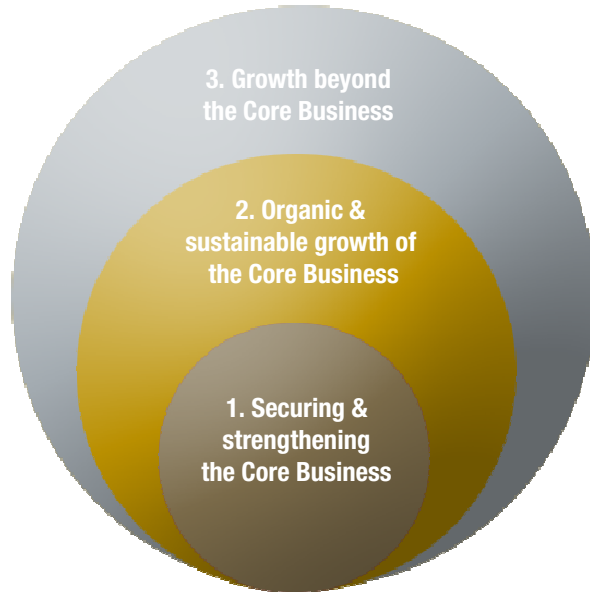 3. Growth beyond
the Core Business
2. Organic &
sustainable growth of
the Core Business
1. Securing &
strengthening
the Core Business